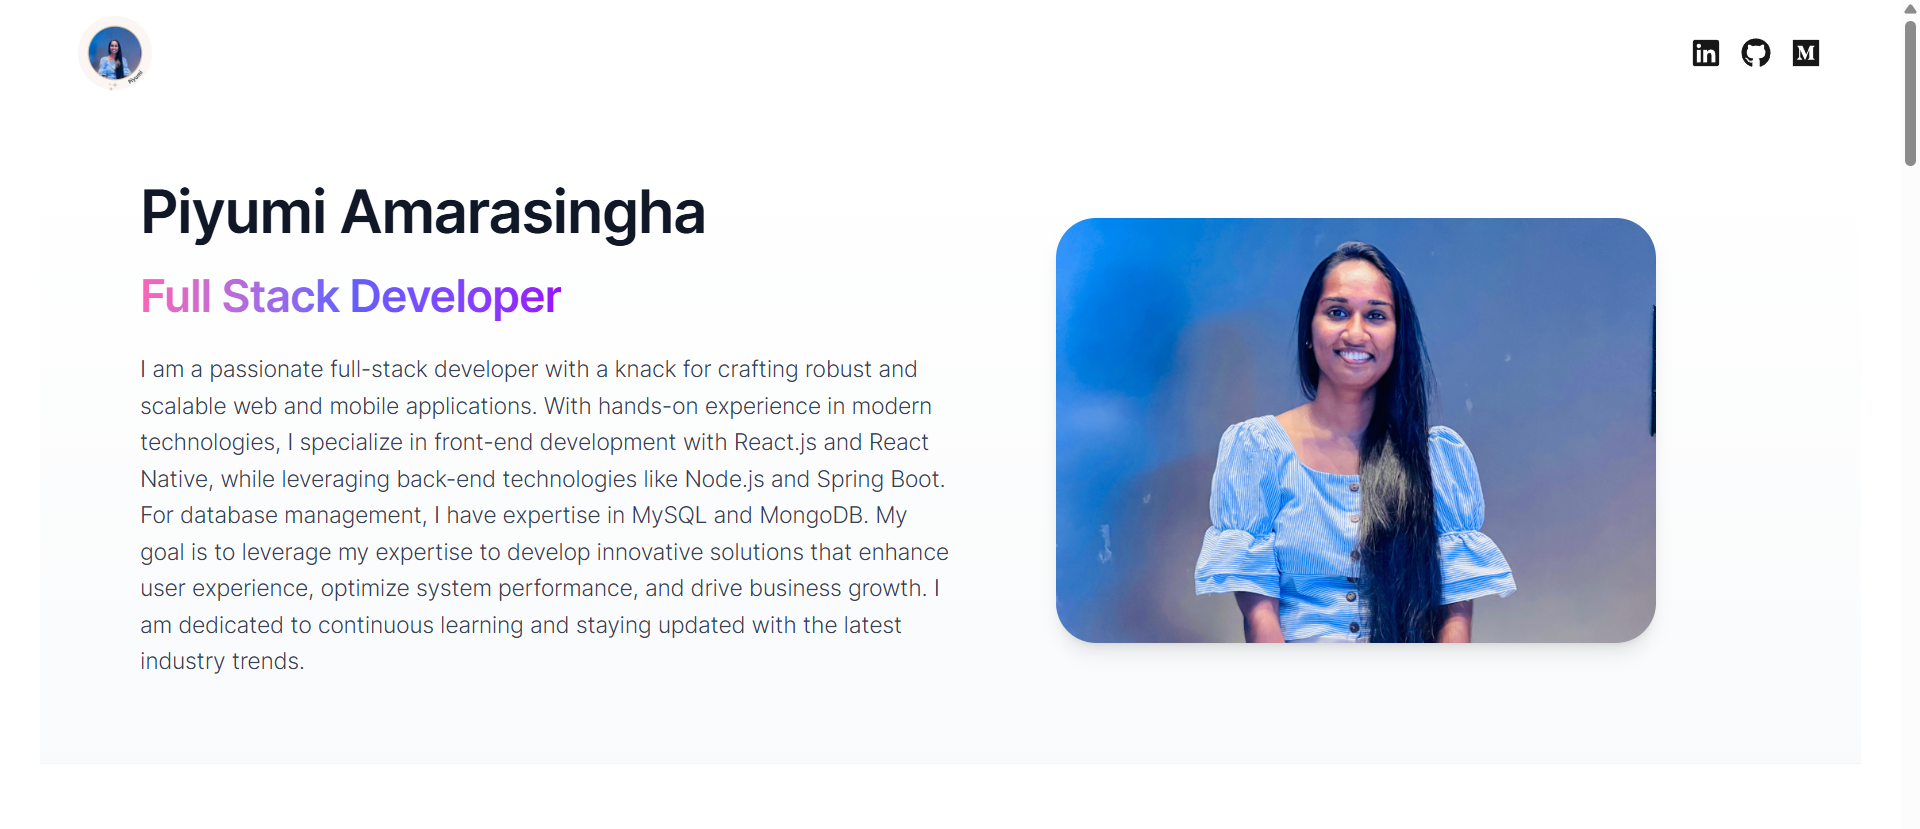 Piyumi
Piyumi Amarasingha
Full Stack Developer
I am a passionate full-stack developer with a knack for crafting robust and
scalable web and mobile applications. With hands-on experience in modern
technologies, I specialize in front-end development with React.js and React
Native, while leveraging back-end technologies like Node.js and Spring Boot.
For database management, I have expertise in MySQL and MongoDB. My
goal is to leverage my expertise to develop innovative solutions that enhance
user experience, optimize system performance, and drive business growth. I
am dedicated to continuous learning and staying updated with the latest
industry trends.